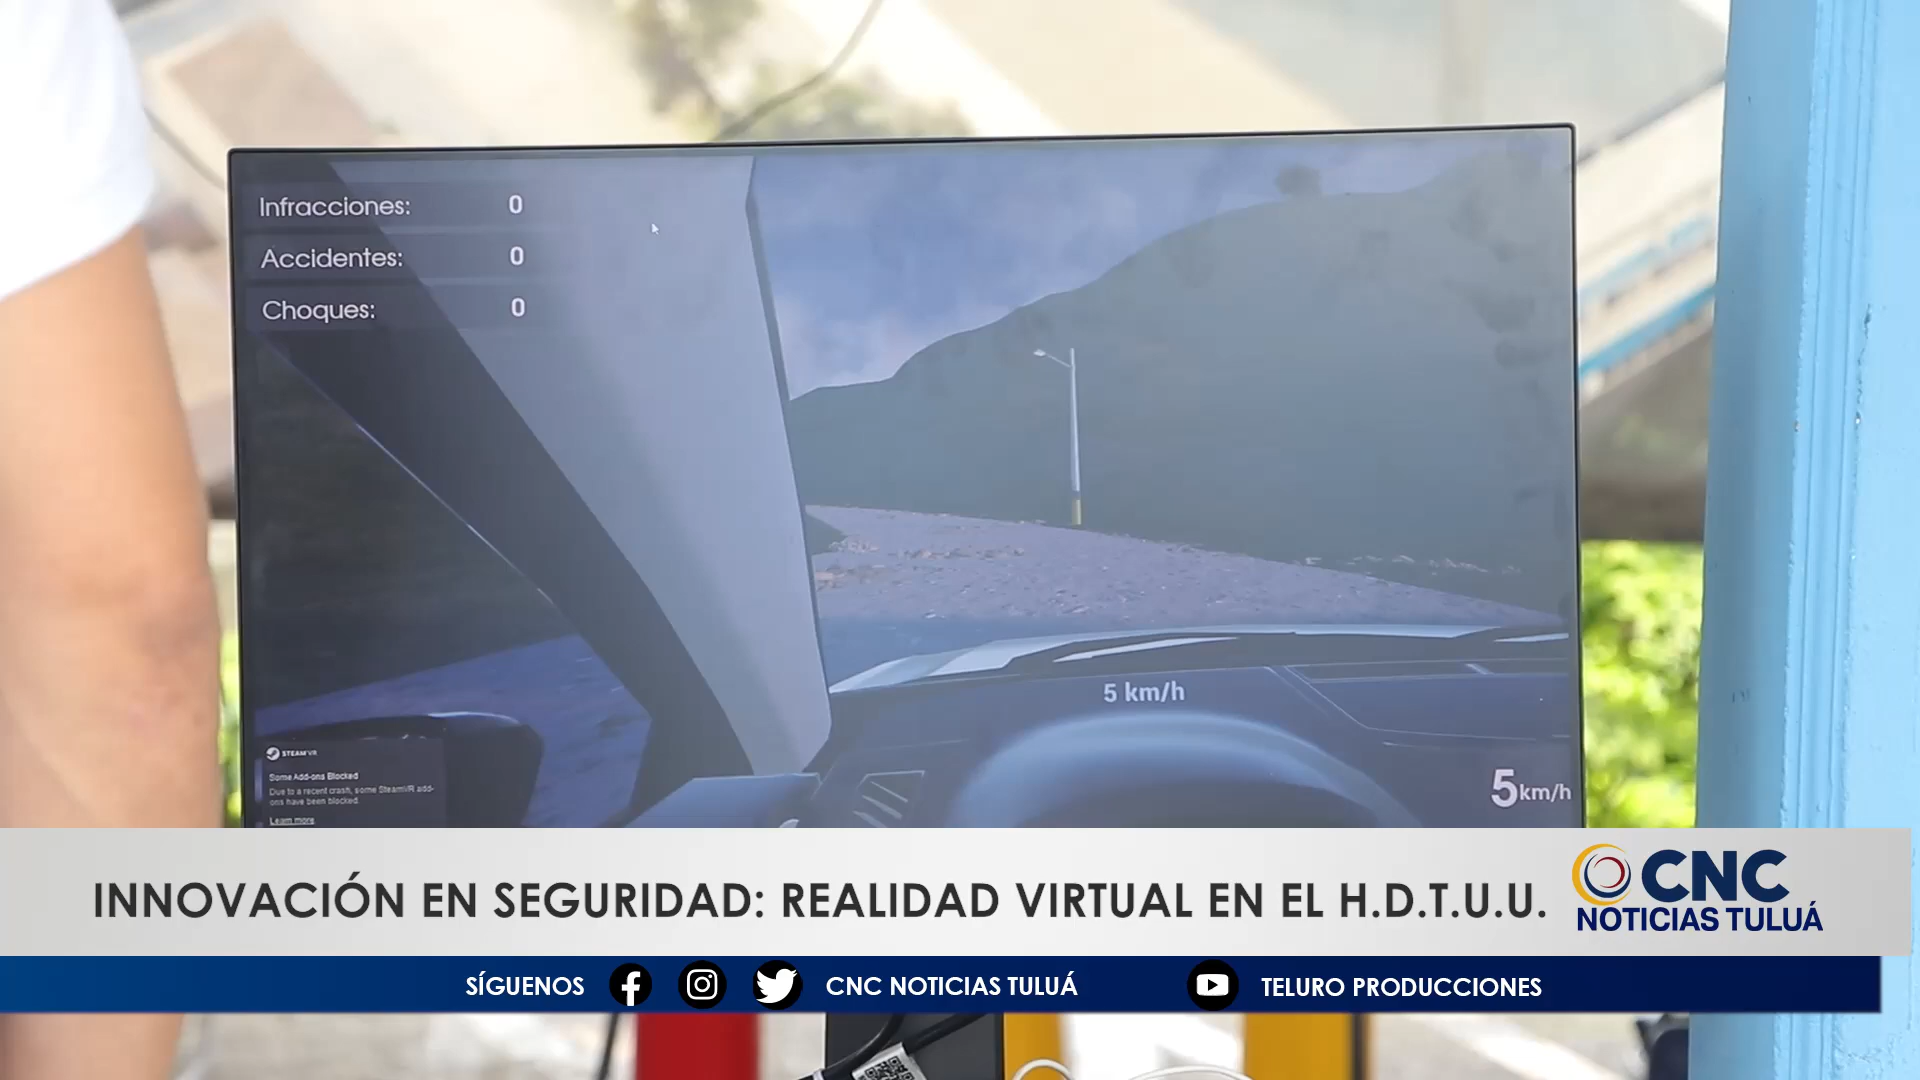 Infracciones: 0
Accidentes: 0
Choques: 0
5 km/h
5km/h
STEAMVR
Some Add-ons Blocked
Due to a recent crash, some SteamVR add-
ons have been blocked.
Learn more
INNOVACIÓN EN SEGURIDAD: REALIDAD VIRTUAL EN EL H.D.T.U.U.
CNC
NOTICIAS TULUÁ
SÍGUENOS
CNC NOTICIAS TULUÁ
TELURO PRODUCCIONES